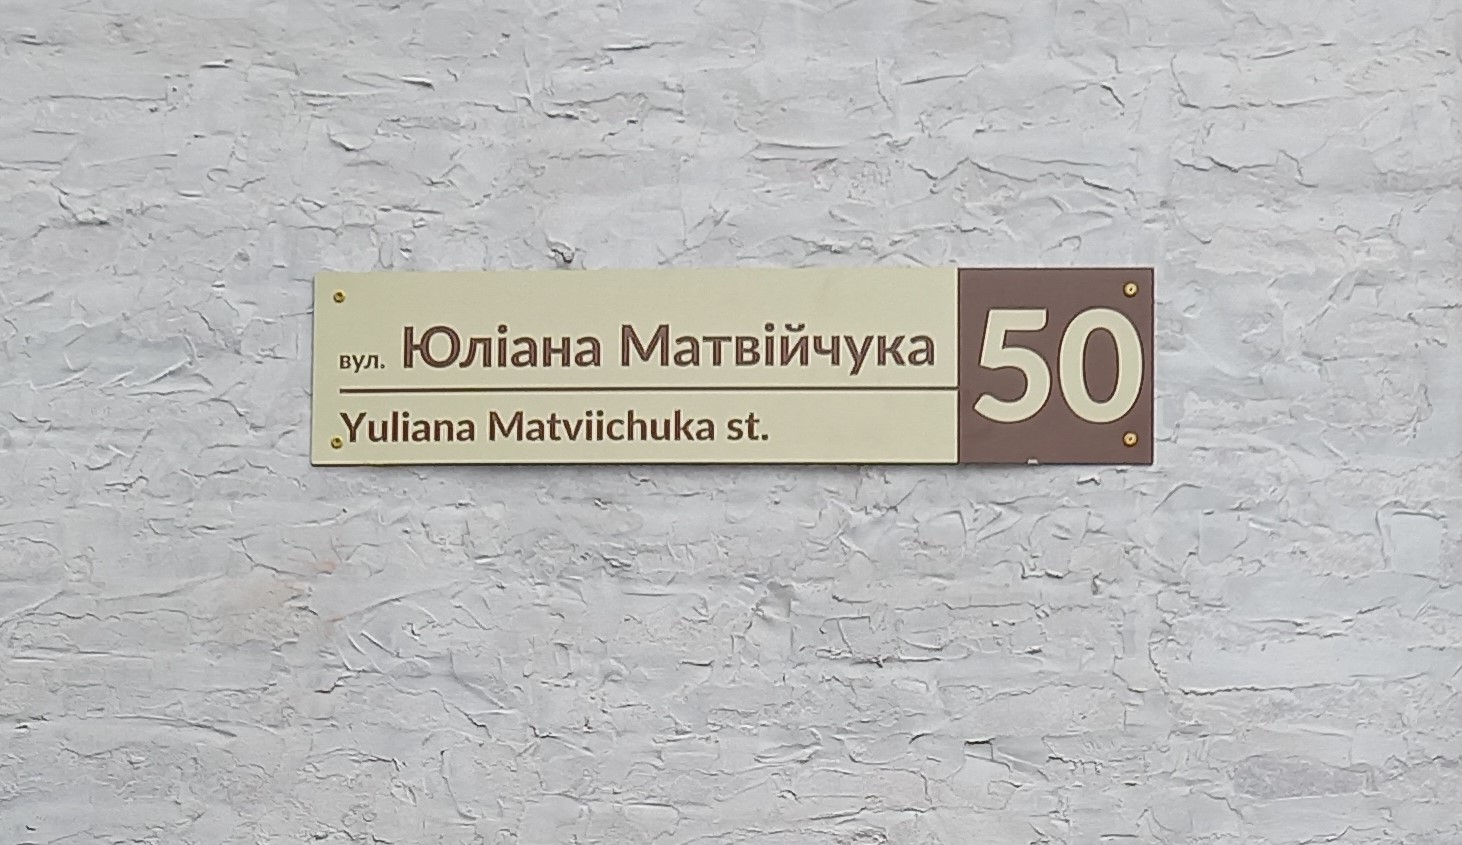 вул. Юліана Матвійчука
Yuliana Matviichuka st.
50